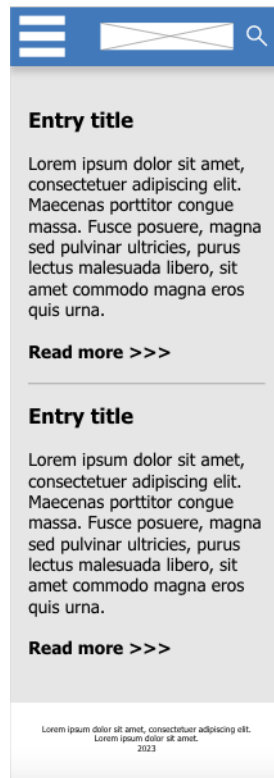 Entry title
Lorem ipsum dolor sit amet,
consectetuer adipiscing elit.
Maecenas porttitor congue
massa. Fusce posuere, magna
sed pulvinar ultricies, purus
lectus malesuada libero, sit
amet commodo magna eros
quis urna.
Read more >>>
Entry title
Lorem ipsum dolor sit amet,
consectetuer adipiscing elit.
Maecenas porttitor congue
massa. Fusce posuere, magna
sed pulvinar ultricies, purus
lectus malesuada libero, sit
amet commodo magna eros
quis urna.
Read more >>>
Lorem ipsum dolor sit amet, consectetuer adipiscing elit.
Lorem ipsum dolor sit amet.
2023